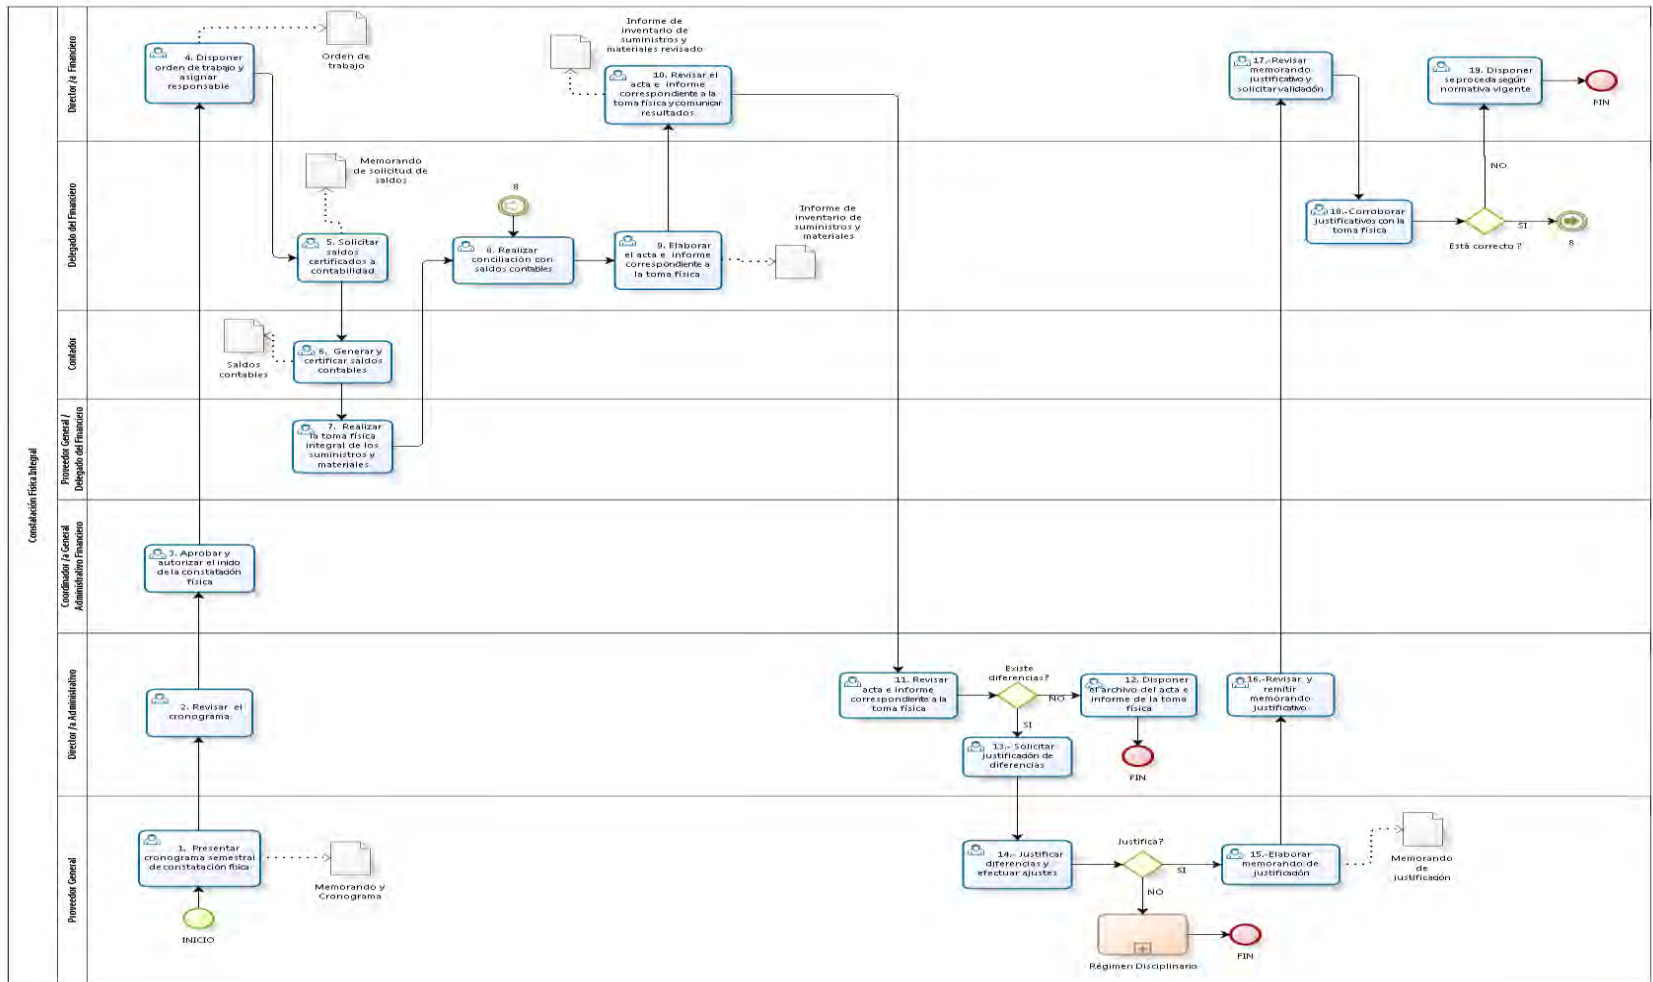 Constatación Física Integral
Director /a Financiero
4. Disponer
orden de trabajo y
asignar
responsable
Orden de
trabajo
Informe de
inventario de
suministros y
materiales revisado
10. Revisar el
acta e informe
correspondiente a la
toma física y comunicar
resultados
17.-Revisar
memorando
justificativo y
solicitar validación
19. Disponer
se proceda según
normativa vigente
FIN
Delegado del Financiero
Memorando
de solicitud de
saldos
5. Solicitar
saldos
certificados a
contabilidad
8
8. Realizar
conciliación con
saldos contables
9. Elaborar
el acta e informe
correspondiente a
la toma física
Informe de
inventario de
suministros y
materiales
18.-Corroborar
justificativos con la
toma física
Está correcto ?
NO
SI
8
Contador
Saldos
contables
6. Generar y
certificar saldos
contables
Proveedor General /
Delegado del Financiero
7. Realizar
la toma física
integral de los
suministros y
materiales
Coordinador /a General
Administrativo Financiero
3. Aprobar y
autorizar el inicio
de la constatación
física
Director /a Administrativo
2. Revisar el
cronograma
11. Revisar
acta e informe
correspondiente a la
toma física
Existe
diferencias?
NO
SI
12. Disponer
el archivo del acta e
informe de la toma
física
FIN
13.- Solicitar
justificación de
diferencias
16.-Revisar y
remitir
memorando
justificativo
Proveedor General
1. Presentar
cronograma semestral
de constatación física
Memorando y
Cronograma
INICIO
14.- Justificar
diferencias y
efectuar ajustes
Justifica?
SI
NO
15.-Elaborar
memorando de
justificación
Memorando
de
justificación
Régimen Disciplinario
FIN